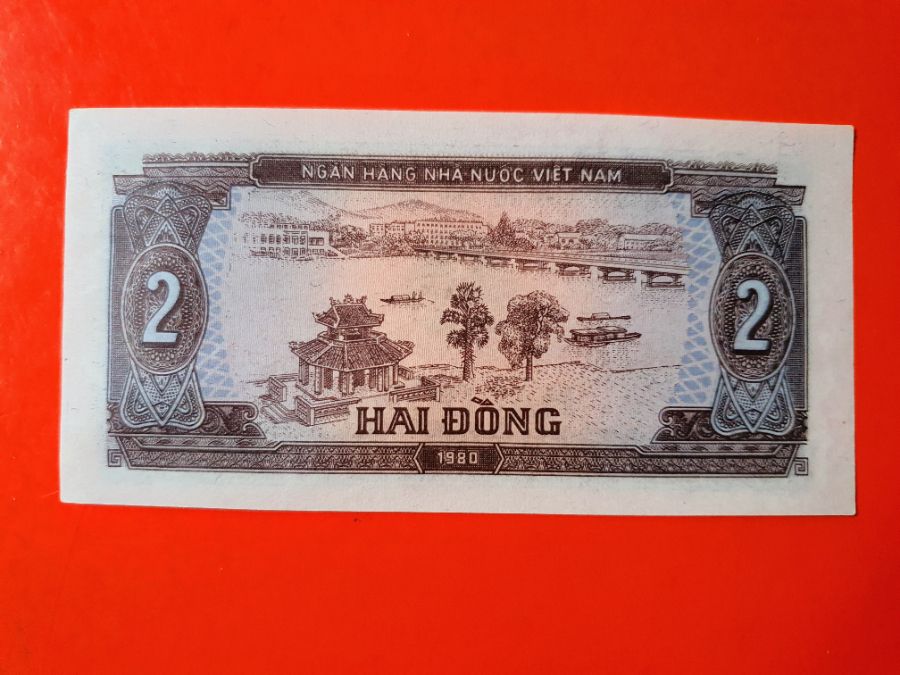 NGÂN HÀNG NHÀ NƯỚC VIỆT NAM
2 2
HAI ĐỒNG
1980